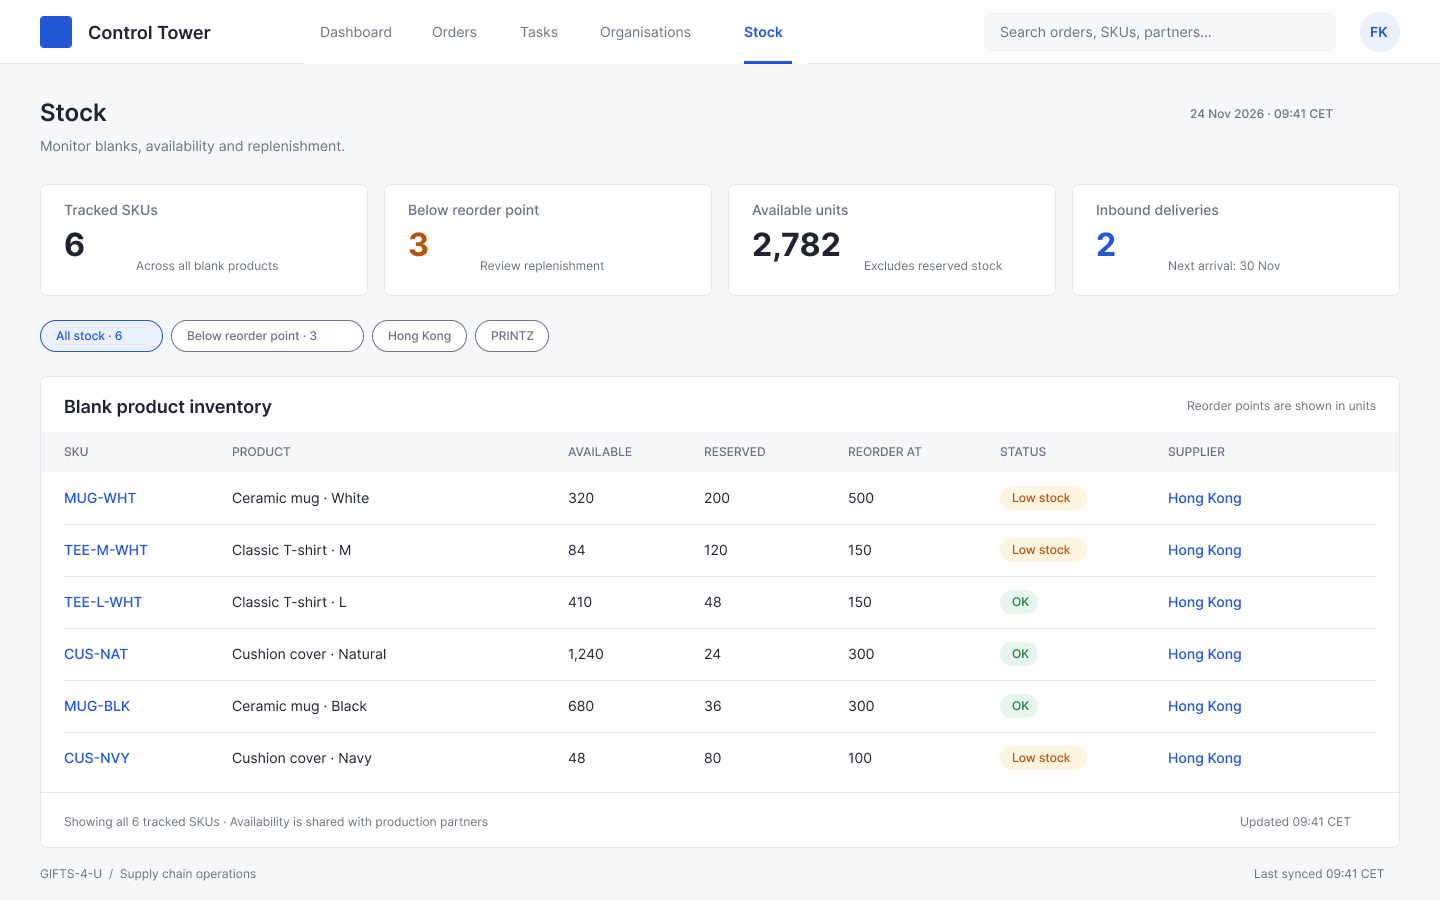 Control Tower
Dashboard Orders Tasks Organisations Stock
Search orders, SKUs, partners...
FK
Stock
24 Nov 2026 · 09:41 CET
Monitor blanks, availability and replenishment.
Tracked SKUs
6
Across all blank products
Below reorder point
3
Review replenishment
Available units
2,782
Excludes reserved stock
Inbound deliveries
2
Next arrival: 30 Nov
All stock · 6
Below reorder point · 3
Hong Kong
PRINTZ
Blank product inventory
Reorder points are shown in units
SKU PRODUCT AVAILABLE RESERVED REORDER AT STATUS SUPPLIER
MUG-WHT Ceramic mug · White 320 200 500 Low stock Hong Kong
TEE-M-WHT Classic T-shirt · M 84 120 150 Low stock Hong Kong
TEE-L-WHT Classic T-shirt · L 410 48 150 OK Hong Kong
CUS-NAT Cushion cover · Natural 1,240 24 300 OK Hong Kong
MUG-BLK Ceramic mug · Black 680 36 300 OK Hong Kong
CUS-NVY Cushion cover · Navy 48 80 100 Low stock Hong Kong
Showing all 6 tracked SKUs · Availability is shared with production partners
Updated 09:41 CET
GIFTS-4-U / Supply chain operations
Last synced 09:41 CET